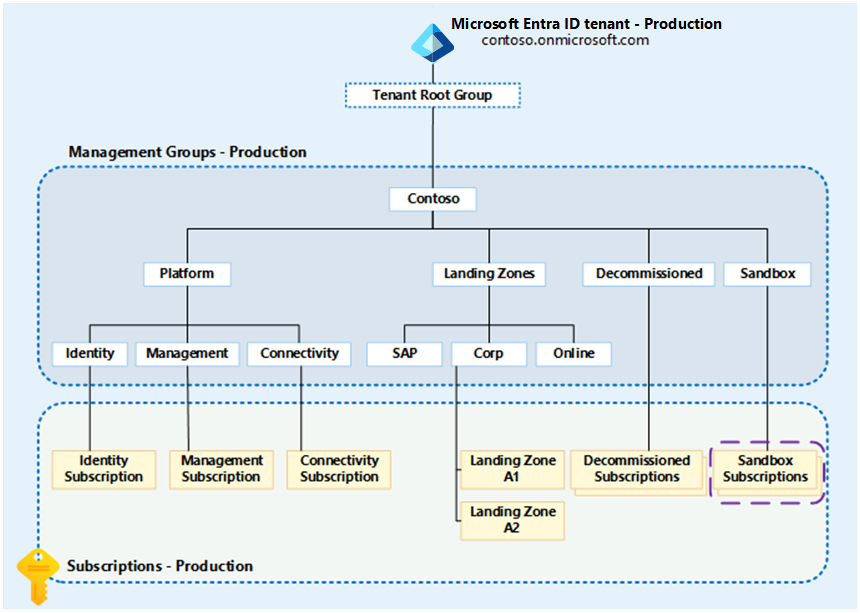 Microsoft Entra ID tenant - Production
contoso.onmicrosoft.com
Tenant Root Group
Management Groups - Production
Contoso
Platform
Landing Zones
Decommissioned
Sandbox
Identity
Management
Connectivity
SAP
Corp
Online
Identity
Subscription
Management
Subscription
Connectivity
Subscription
Landing Zone
A1
Decommissioned
Subscriptions
Sandbox
Subscriptions
Landing Zone
A2
Subscriptions - Production